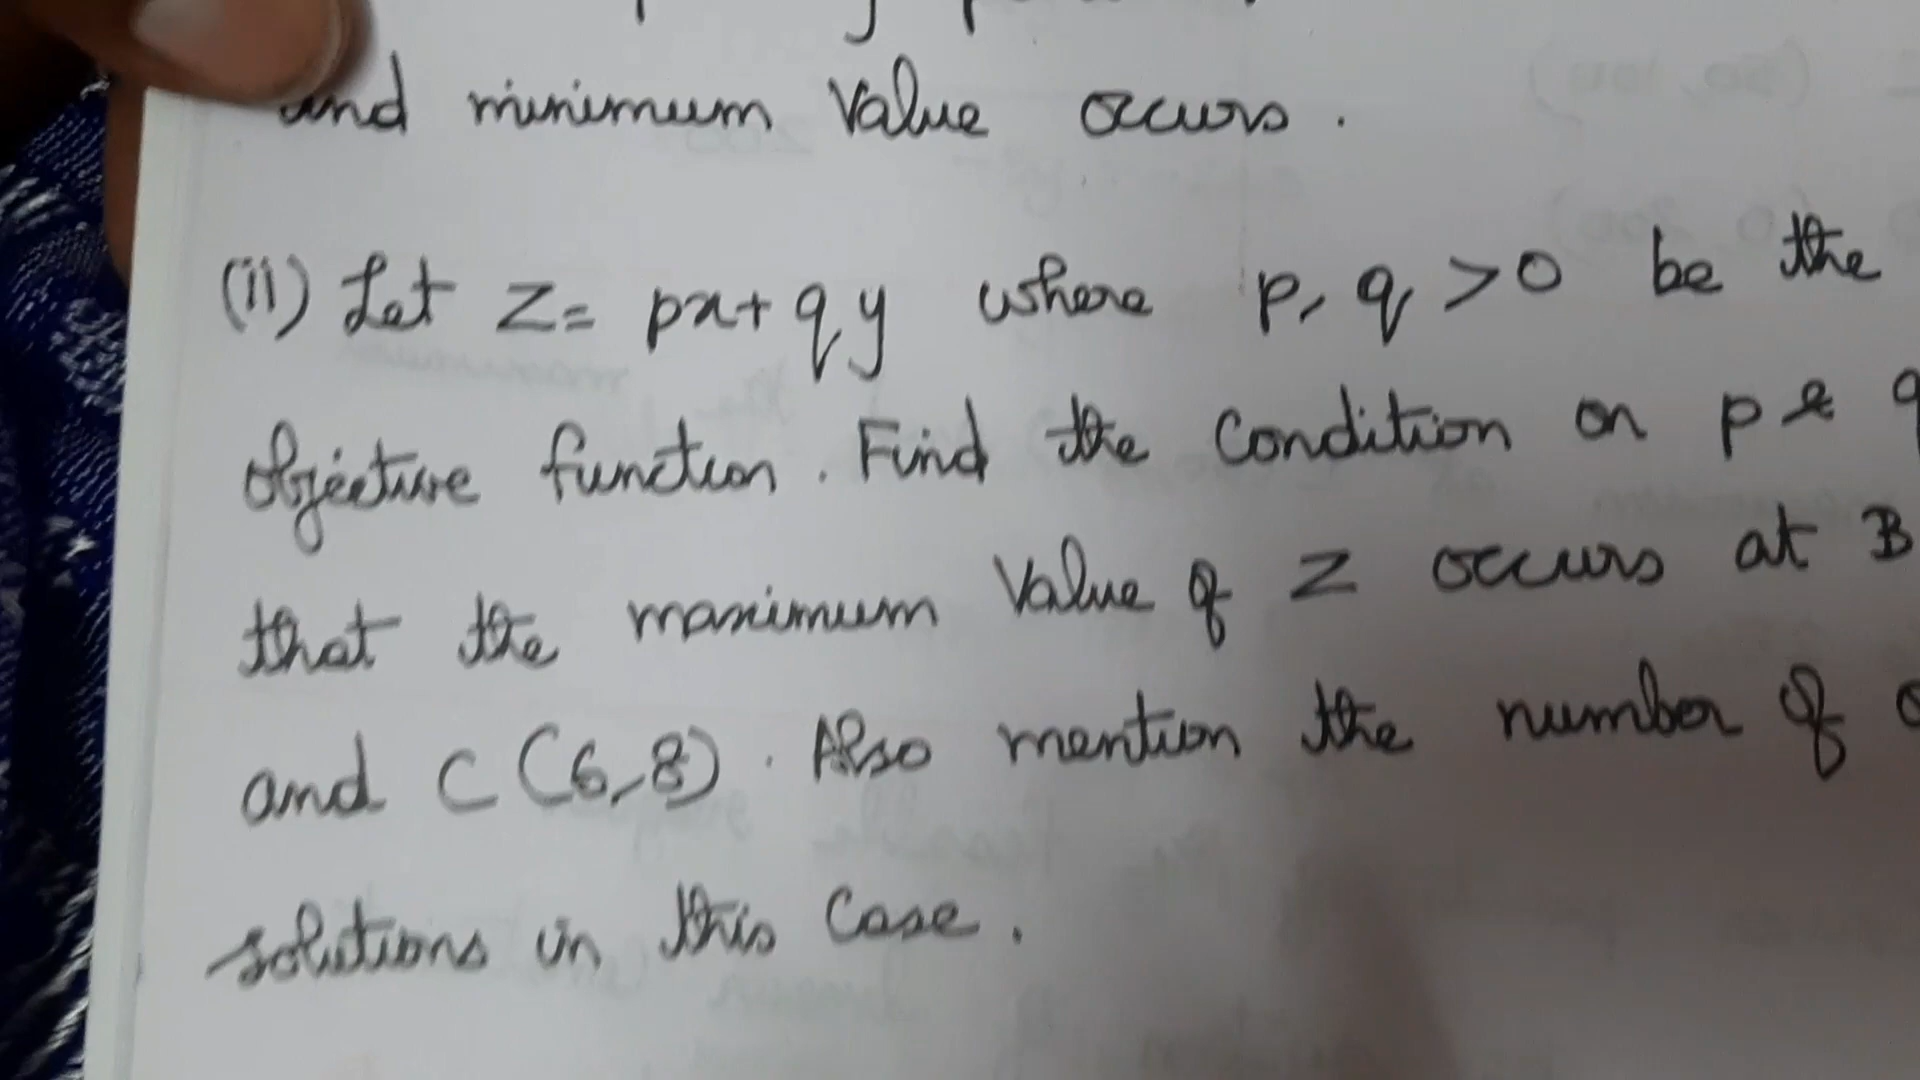 and minimum value occurs.
(ii) Let Z = px + qy where p, q > 0 be the
objective function. Find the condition on p & q
that the maximum value of Z occurs at B
and C (6, 8). Also mention the number of
solutions in this case.